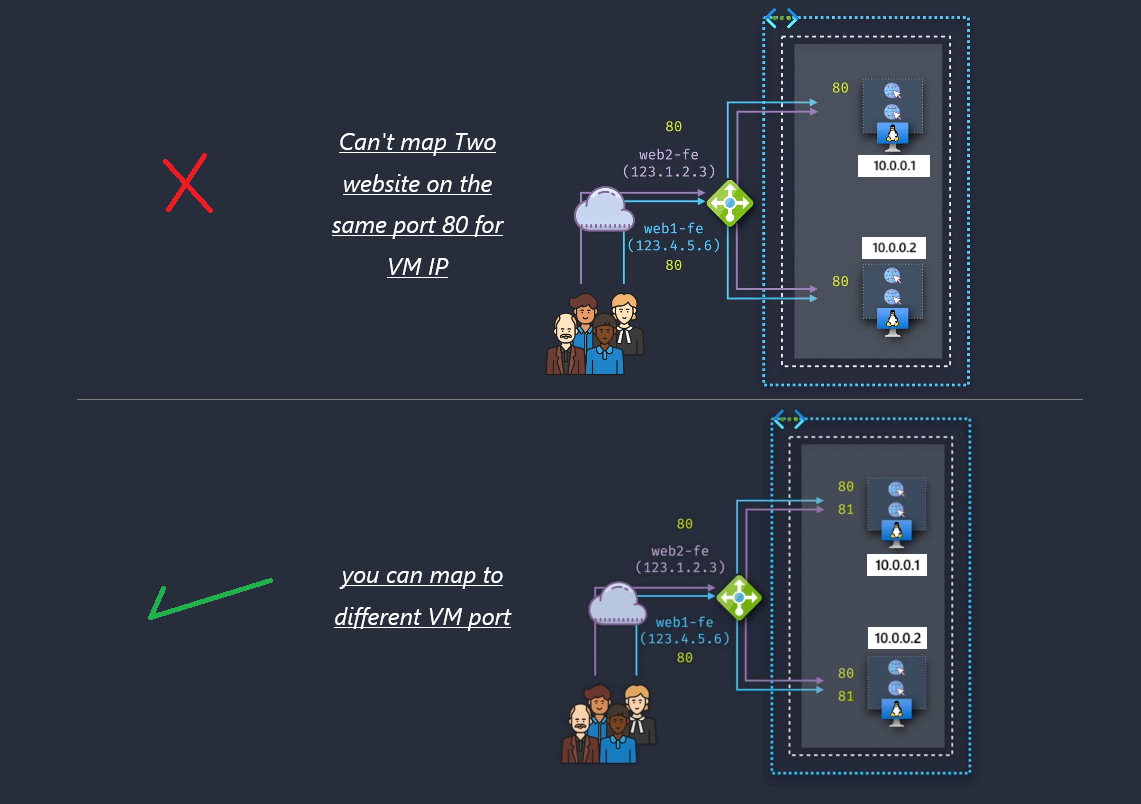 Can't map Two
website on the
same port 80 for
VM IP
80
web2-fe
(123.1.2.3)
web1-fe
(123.4.5.6)
80
80
10.0.0.1
10.0.0.2
80
you can map to
different VM port
80
web2-fe
(123.1.2.3)
web1-fe
(123.4.5.6)
80
80
81
10.0.0.1
10.0.0.2
80
81